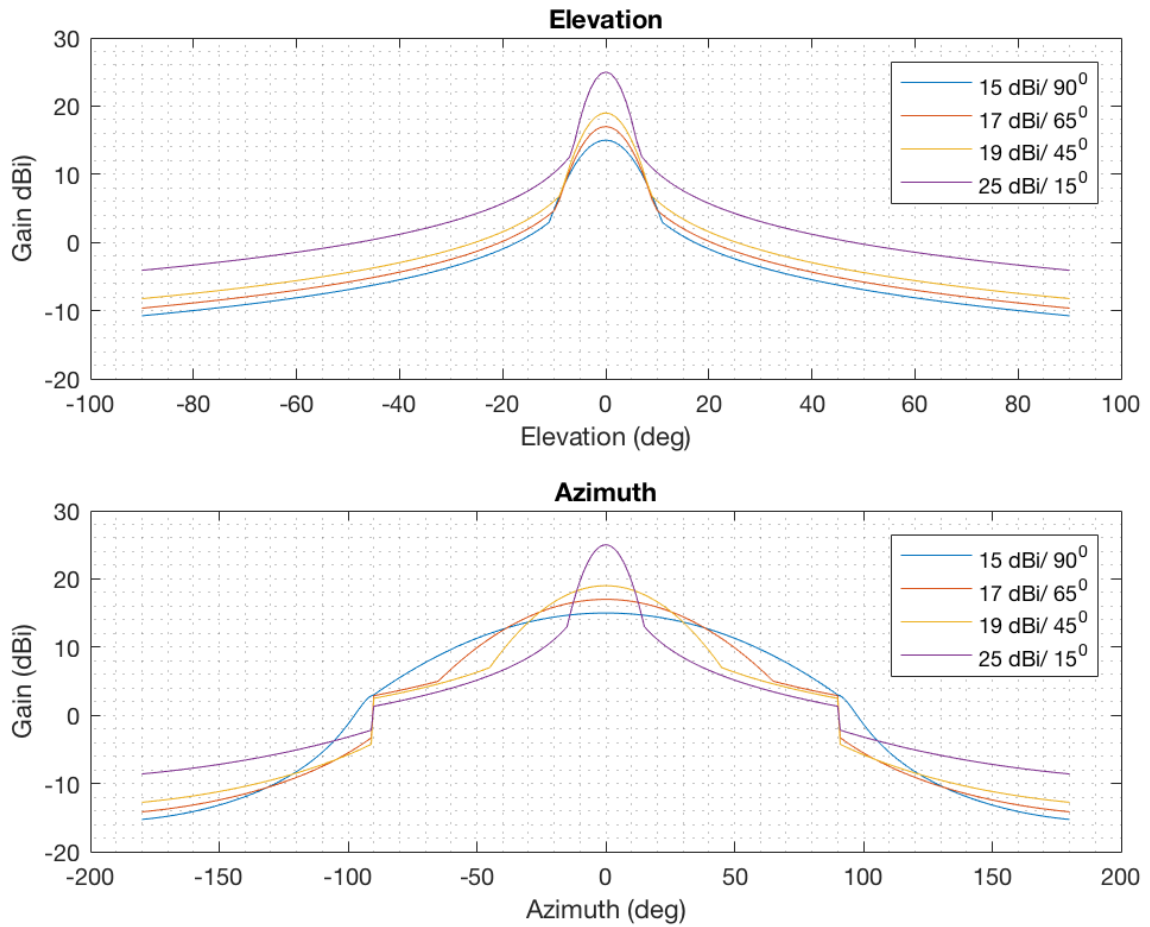 Elevation
30
20
10
0
-10
-20
Gain dBi
15 dBi/ 90⁰
17 dBi/ 65⁰
19 dBi/ 45⁰
25 dBi/ 15⁰
-100 -80 -60 -40 -20 0 20 40 60 80 100
Elevation (deg)
Azimuth
30
20
10
0
-10
-20
Gain (dBi)
15 dBi/ 90⁰
17 dBi/ 65⁰
19 dBi/ 45⁰
25 dBi/ 15⁰
-200 -150 -100 -50 0 50 100 150 200
Azimuth (deg)